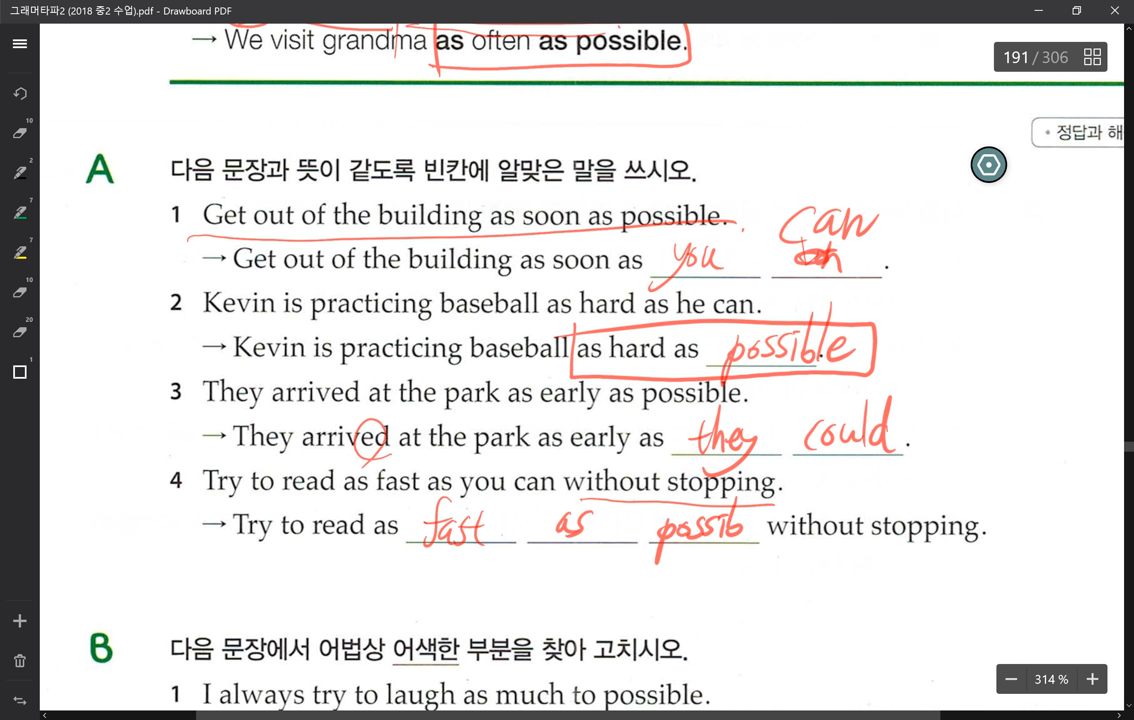 그래머타파2 (2018 중2 수업).pdf - Drawboard PDF
→ We visit grandma as often as possible.
191 / 306
• 정답과 해
A 다음 문장과 뜻이 같도록 빈칸에 알맞은 말을 쓰시오.
1 Get out of the building as soon as possible.
→ Get out of the building as soon as you can.
2 Kevin is practicing baseball as hard as he can.
→ Kevin is practicing baseball as hard as possible.
3 They arrived at the park as early as possible.
→ They arrived at the park as early as they could.
4 Try to read as fast as you can without stopping.
→ Try to read as fast as possib without stopping.
B 다음 문장에서 어법상 어색한 부분을 찾아 고치시오.
1 I always try to laugh as much to possible.
314 %
10
2
7
7
10
20
1